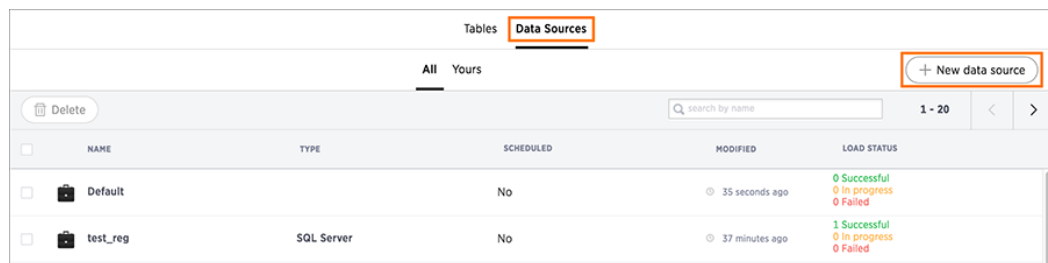 Tables Data Sources
All Yours
+ New data source
Delete
search by name
1 - 20
NAME TYPE SCHEDULED MODIFIED LOAD STATUS
Default No 35 seconds ago
0 Successful
0 In progress
0 Failed
test_reg SQL Server No 37 minutes ago
1 Successful
0 In progress
0 Failed